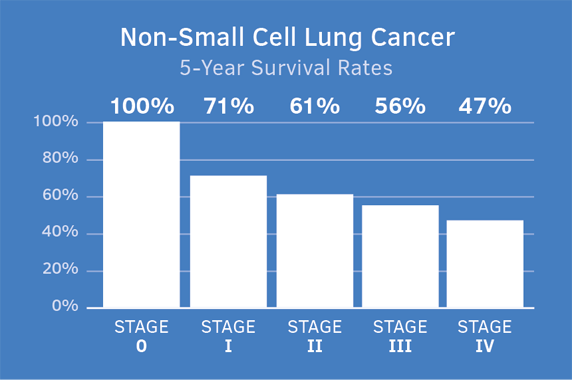 Non-Small Cell Lung Cancer
5-Year Survival Rates
100% 71% 61% 56% 47%
100%
80%
60%
40%
20%
0%
STAGE STAGE STAGE STAGE STAGE
0 I II III IV